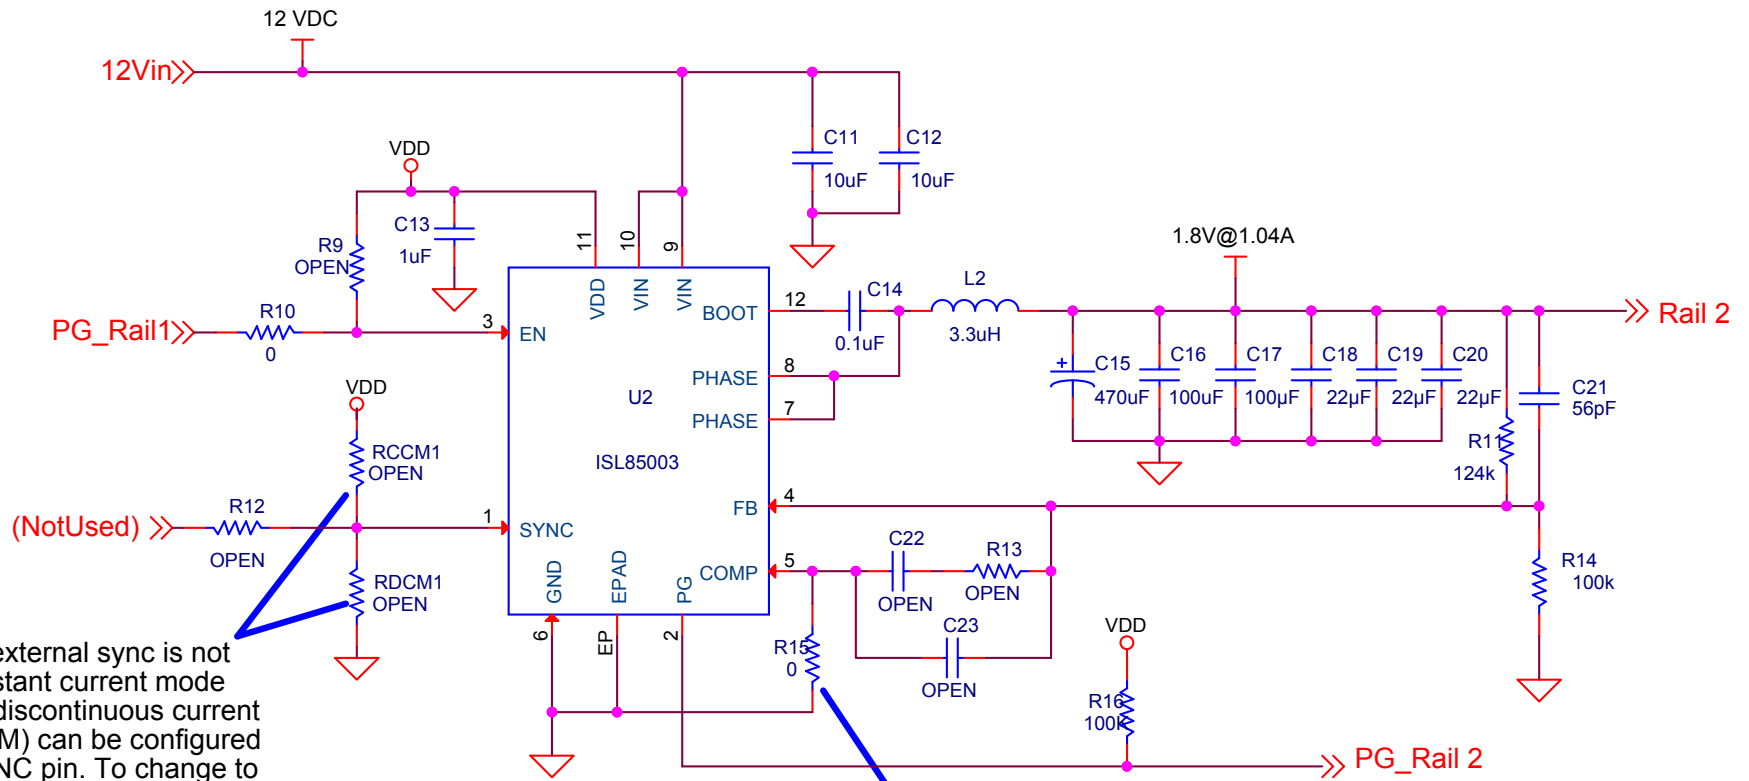 12 VDC
12Vin
VDD
C11
10uF
C12
10uF
C13
1uF
R9
OPEN
R10
0
PG_Rail1
3
EN
11
VDD
10
VIN
9
VIN
BOOT
12
C14
0.1uF
L2
3.3uH
1.8V@1.04A
Rail 2
PHASE
8
PHASE
7
U2
ISL85003
+
C15
470uF
C16
100uF
C17
100µF
C18
22µF
C19
22µF
C20
22µF
C21
56pF
R11
124k
VDD
RCCM1
OPEN
(NotUsed)
R12
OPEN
1
SYNC
RDCM1
OPEN
FB
4
COMP
5
C22
OPEN
R13
OPEN
C23
OPEN
R14
100k
GND
6
EPAD
EP
PG
2
R15
0
VDD
R16
100K
PG_Rail 2
external sync is not
stant current mode
discontinuous current
M) can be configured
NC pin. To change to